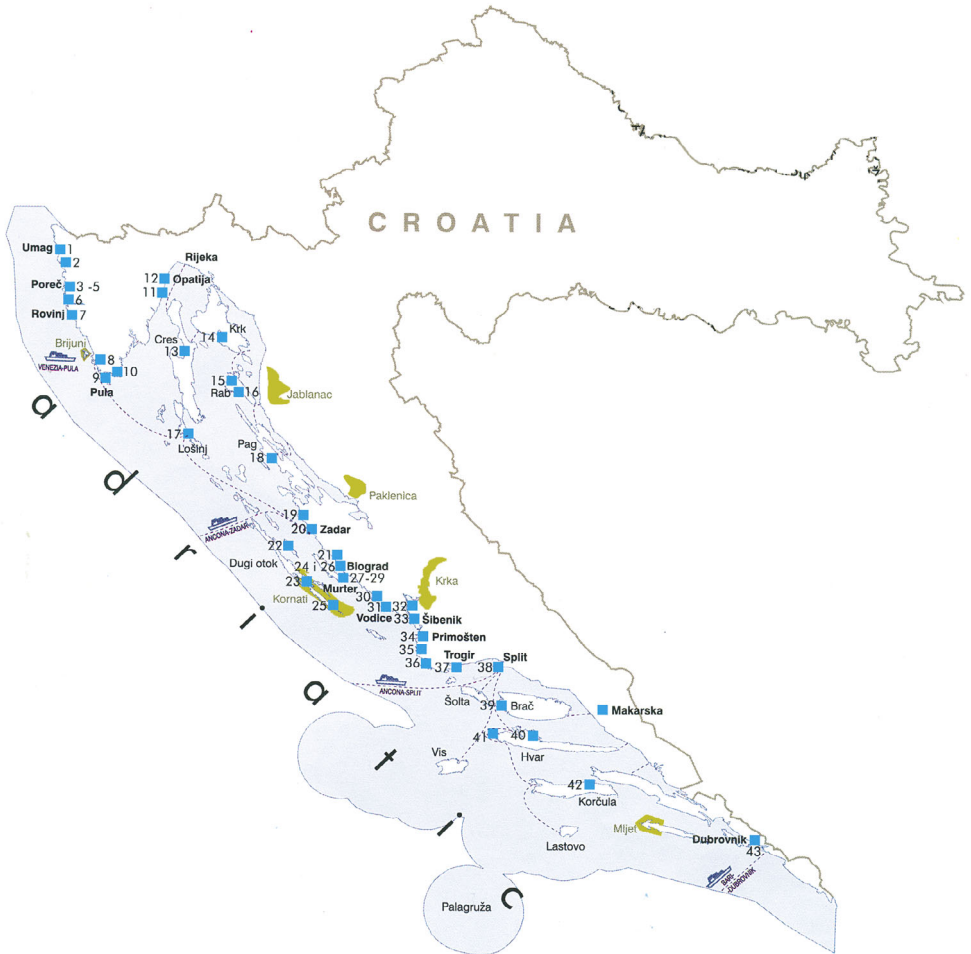 CROATIA
Umag 1
2
Poreč 3 -5
6
Rovinj 7
Rijeka
12 Opatija
11
Krk
14
Cres
13
Brijuni
8
10
9
Pula
VENEZIA-PULA
15
Rab 16
Jablanac
17
Lošinj
Pag
18
Paklenica
19
20 Zadar
ANCONA-ZADAR
22
21
Dugi otok
24 i 26 Biograd
27-29
23
Murter
Kornati
25
30
31
Vodice
32
Krka
33 Šibenik
34 Primošten
35
36
Trogir
37
38
Split
ANCONA-SPLIT
Šolta
39 Brač
Makarska
41
40
Vis
Hvar
42
Korčula
Mljet
Lastovo
Dubrovnik
43
BARI-
-DUBROVNIK
Palagruža
adriatic